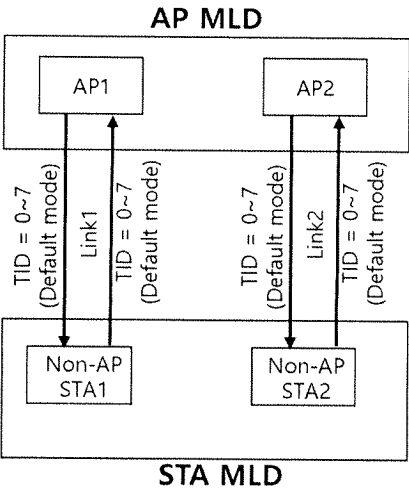 AP MLD
AP1
AP2
TID = 0~7
(Default mode)
Link1
TID = 0~7
(Default mode)
TID = 0~7
(Default mode)
Link2
TID = 0~7
(Default mode)
Non-AP
STA1
Non-AP
STA2
STA MLD